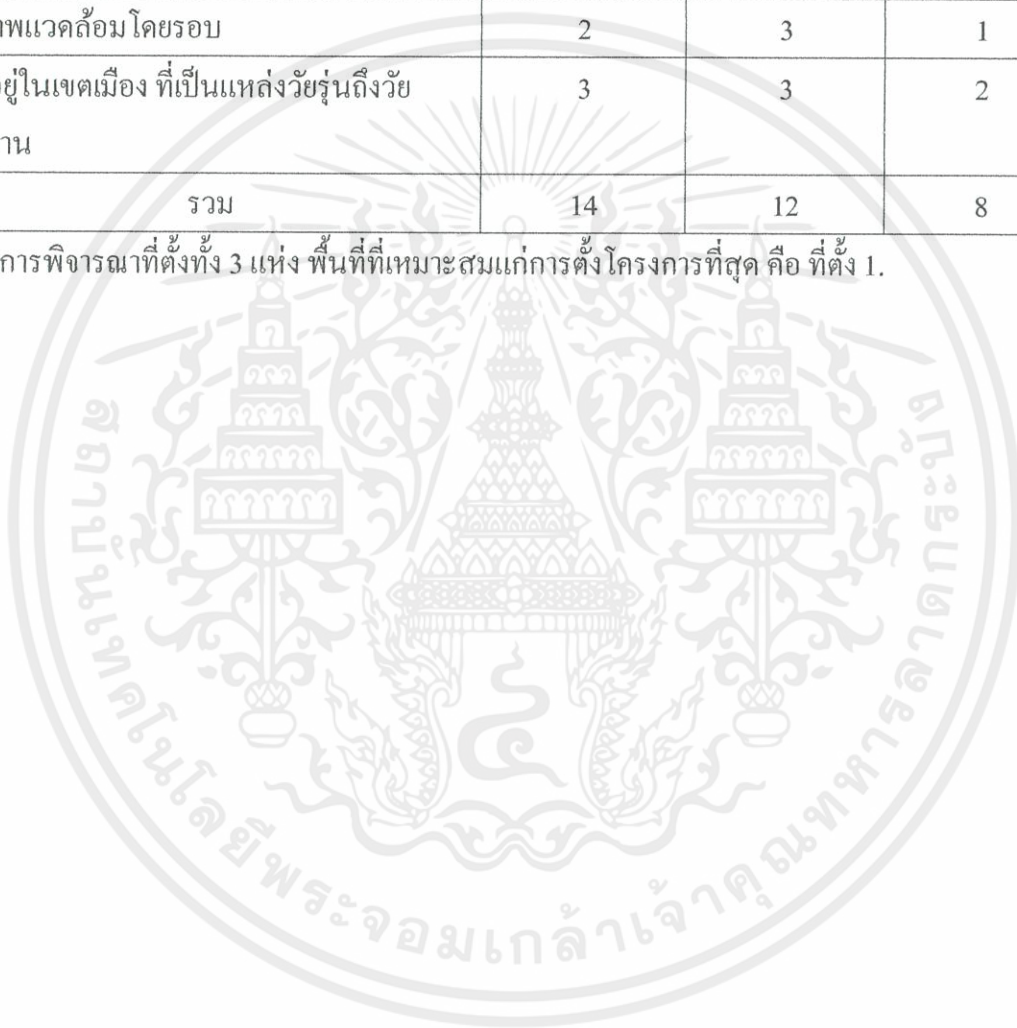 าพแวดล้อมโดยรอบ 2 3 1
อยู่ในเขตเมือง ที่เป็นแหล่งวัยรุ่นถึงวัย 3 3 2
าน
รวม 14 12 8
การพิจารณาที่ตั้งทั้ง 3 แห่ง พื้นที่ที่เหมาะสมแก่การตั้งโครงการที่สุด คือ ที่ตั้ง 1.
สถาบันเทคโนโลยีพระจอมเกล้าเจ้าคุณทหารลาดกระบัง